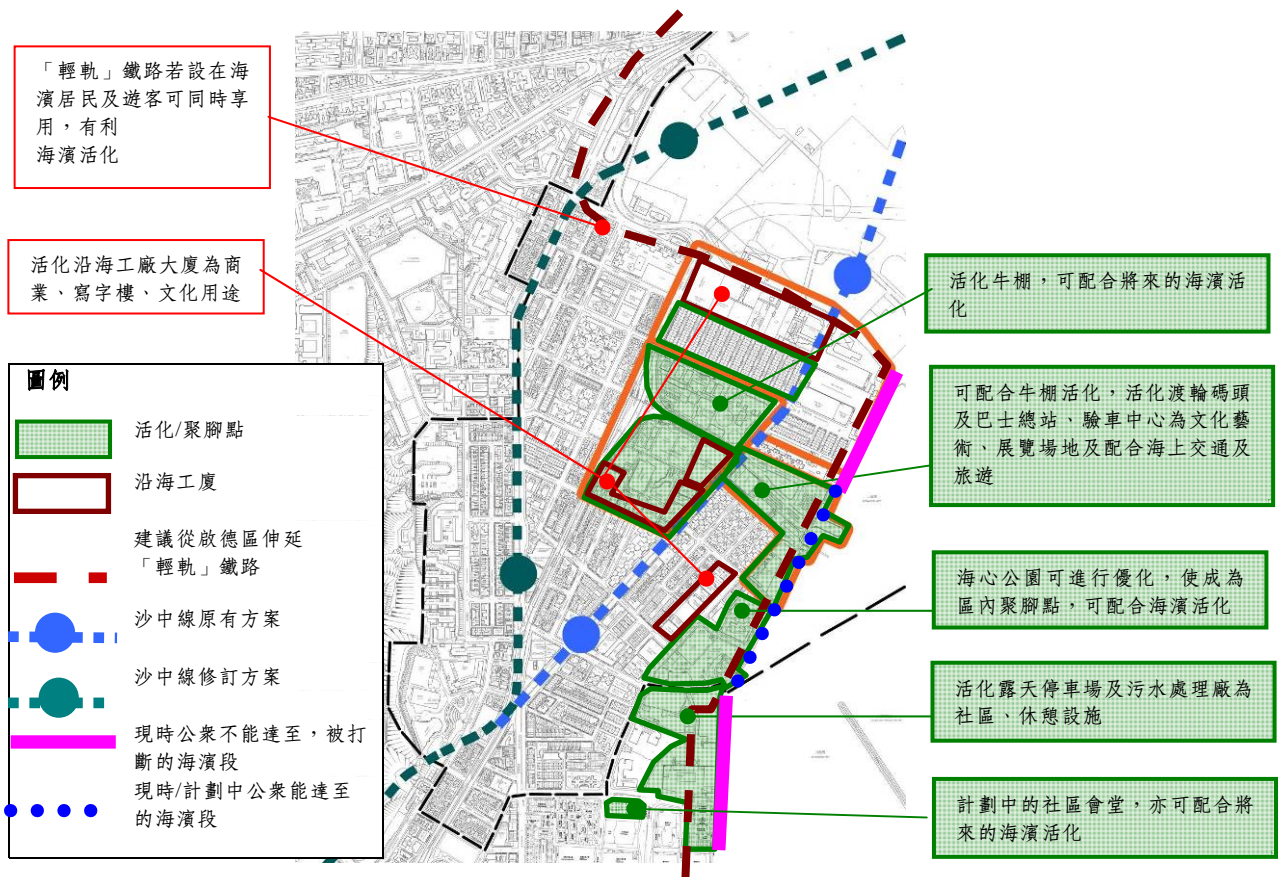 「輕軌」鐵路若設在海
濱居民及遊客可同時享
用，有利
海濱活化
活化沿海工廠大廈為商
業、寫字樓、文化用途
圖例
活化/聚腳點
沿海工廈
建議從啟德區伸延
「輕軌」鐵路
沙中線原有方案
沙中線修訂方案
現時公衆不能達至，被打
斷的海濱段
現時/計劃中公衆能達至
的海濱段
活化牛棚，可配合將來的海濱活
化
可配合牛棚活化，活化渡輪碼頭
及巴士總站、驗車中心為文化藝
術、展覽場地及配合海上交通及
旅遊
海心公園可進行優化，使成為
區內聚腳點，可配合海濱活化
活化露天停車場及污水處理廠為
社區、休憩設施
計劃中的社區會堂，亦可配合將
來的海濱活化